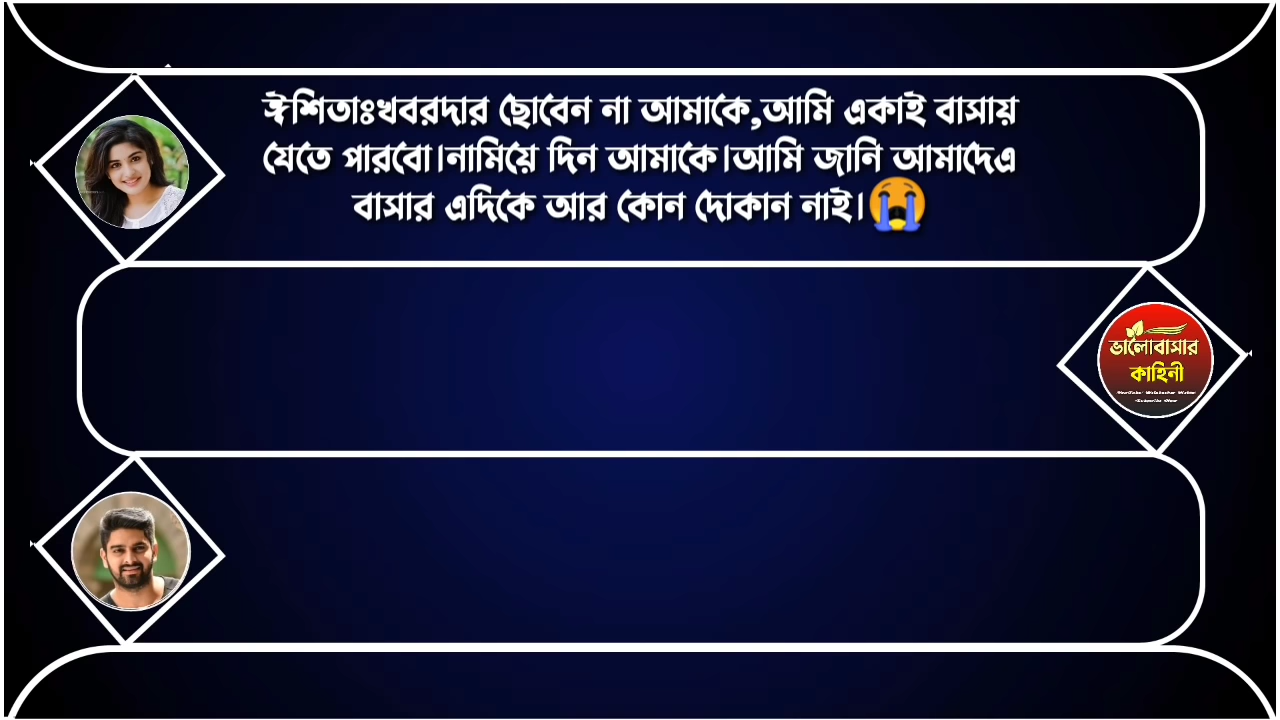 ঈশিতাঃখবরদার ছোবেন না আমাকে,আমি একাই বাসায়
যেতে পারবো।নামিয়ে দিন আমাকে।আমি জানি আমাদেএ
বাসার এদিকে আর কোন দোকান নাই।😭
ভালোবাসার
কাহিনী